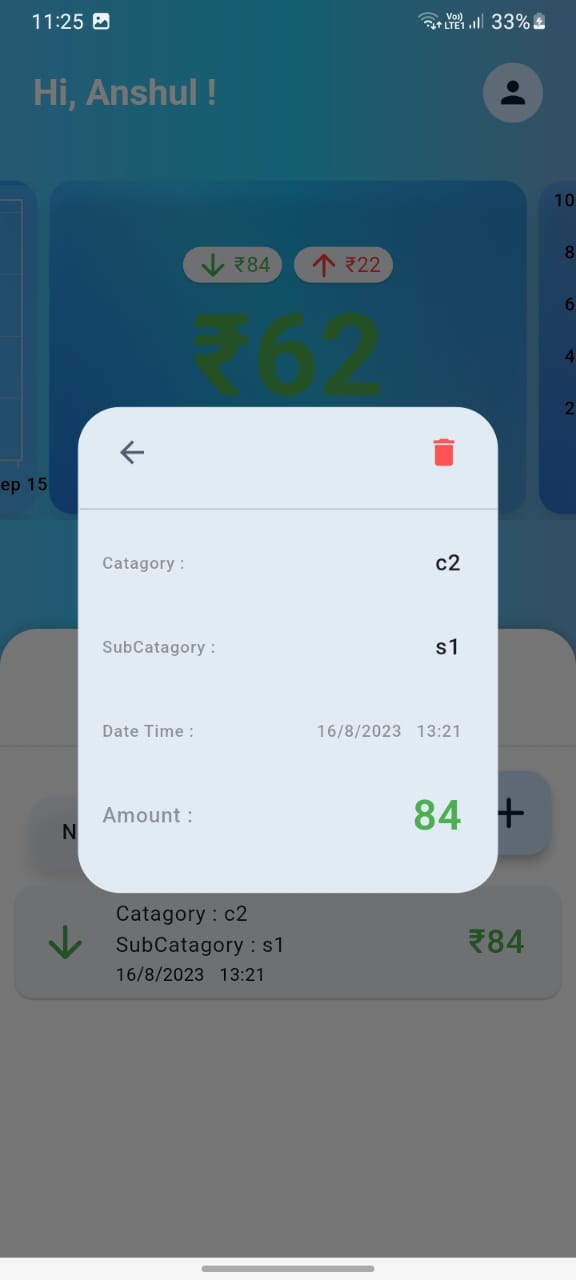 11:25 Vo)) LTE1 33%
Hi, Anshul !
10
8
6
4
2
₹84 ₹22
₹62
ep 15
Catagory : c2
SubCatagory : s1
Date Time : 16/8/2023 13:21
Amount : 84
N
Catagory : c2
SubCatagory : s1
16/8/2023 13:21
₹84